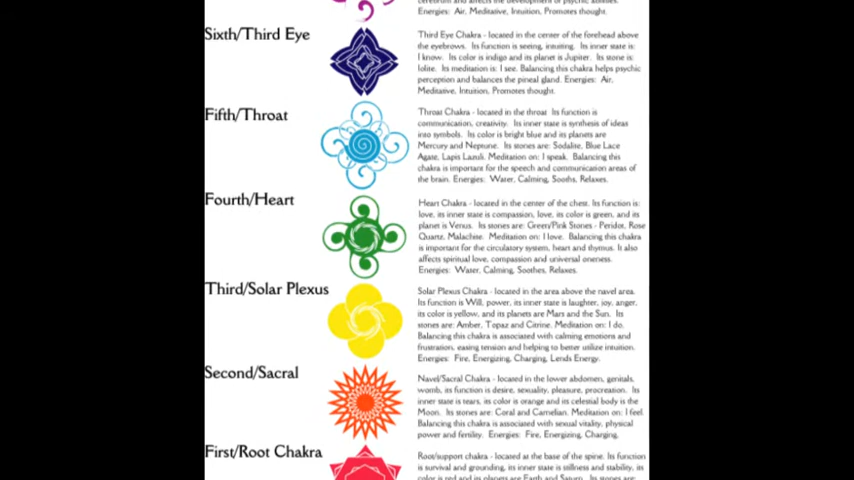 cerebrum and affects the development of psychic abilities.
Energies: Air, Meditative, Intuition, Promotes thought.
Sixth/Third Eye
Third Eye Chakra - located in the center of the forehead above
the eyebrows. Its function is seeing, intuiting. Its inner state is:
I know. Its color is indigo and its planet is Jupiter. Its stone is:
Iolite. Its meditation is: I see. Balancing this chakra helps psychic
perception and balances the pineal gland. Energies: Air,
Meditative, Intuition, Promotes thought.
Fifth/Throat
Throat Chakra - located in the throat Its function is
communication, creativity. Its inner state is synthesis of ideas
into symbols. Its color is bright blue and its planets are
Mercury and Neptune. Its stones are: Sodalite, Blue Lace
Agate, Lapis Lazuli. Meditation on: I speak. Balancing this
chakra is important for the speech and communication areas of
the brain. Energies: Water, Calming, Sooths, Relaxes.
Fourth/Heart
Heart Chakra - located in the center of the chest. Its function is:
love, its inner state is compassion, love, its color is green, and its
planet is Venus. Its stones are: Green/Pink Stones - Peridot, Rose
Quartz, Malachite. Meditation on: I love. Balancing this chakra
is important for the circulatory system, heart and thymus. It also
affects spiritual love, compassion and universal oneness.
Energies: Water, Calming, Soothes, Relaxes.
Third/Solar Plexus
Solar Plexus Chakra - located in the area above the navel area.
Its function is Will, power, its inner state is laughter, joy, anger,
its color is yellow, and its planets are Mars and the Sun. Its
stones are: Amber, Topaz and Citrine. Meditation on: I do.
Balancing this chakra is associated with calming emotions and
frustration, easing tension and helping to better utilize intuition.
Energies: Fire, Energizing, Charging, Lends Energy.
Second/Sacral
Navel/Sacral Chakra - located in the lower abdomen, genitals,
womb, its function is desire, sexuality, pleasure, procreation. Its
inner state is tears, its color is orange and its celestial body is the
Moon. Its stones are: Coral and Carnelian. Meditation on: I feel.
Balancing this chakra is associated with sexual vitality, physical
power and fertility. Energies: Fire, Energizing, Charging,
First/Root Chakra
Root/support chakra - located at the base of the spine. Its function
is survival and grounding, its inner state is stillness and stability, its
color is red and its planets are Earth and Saturn. Its stones are: